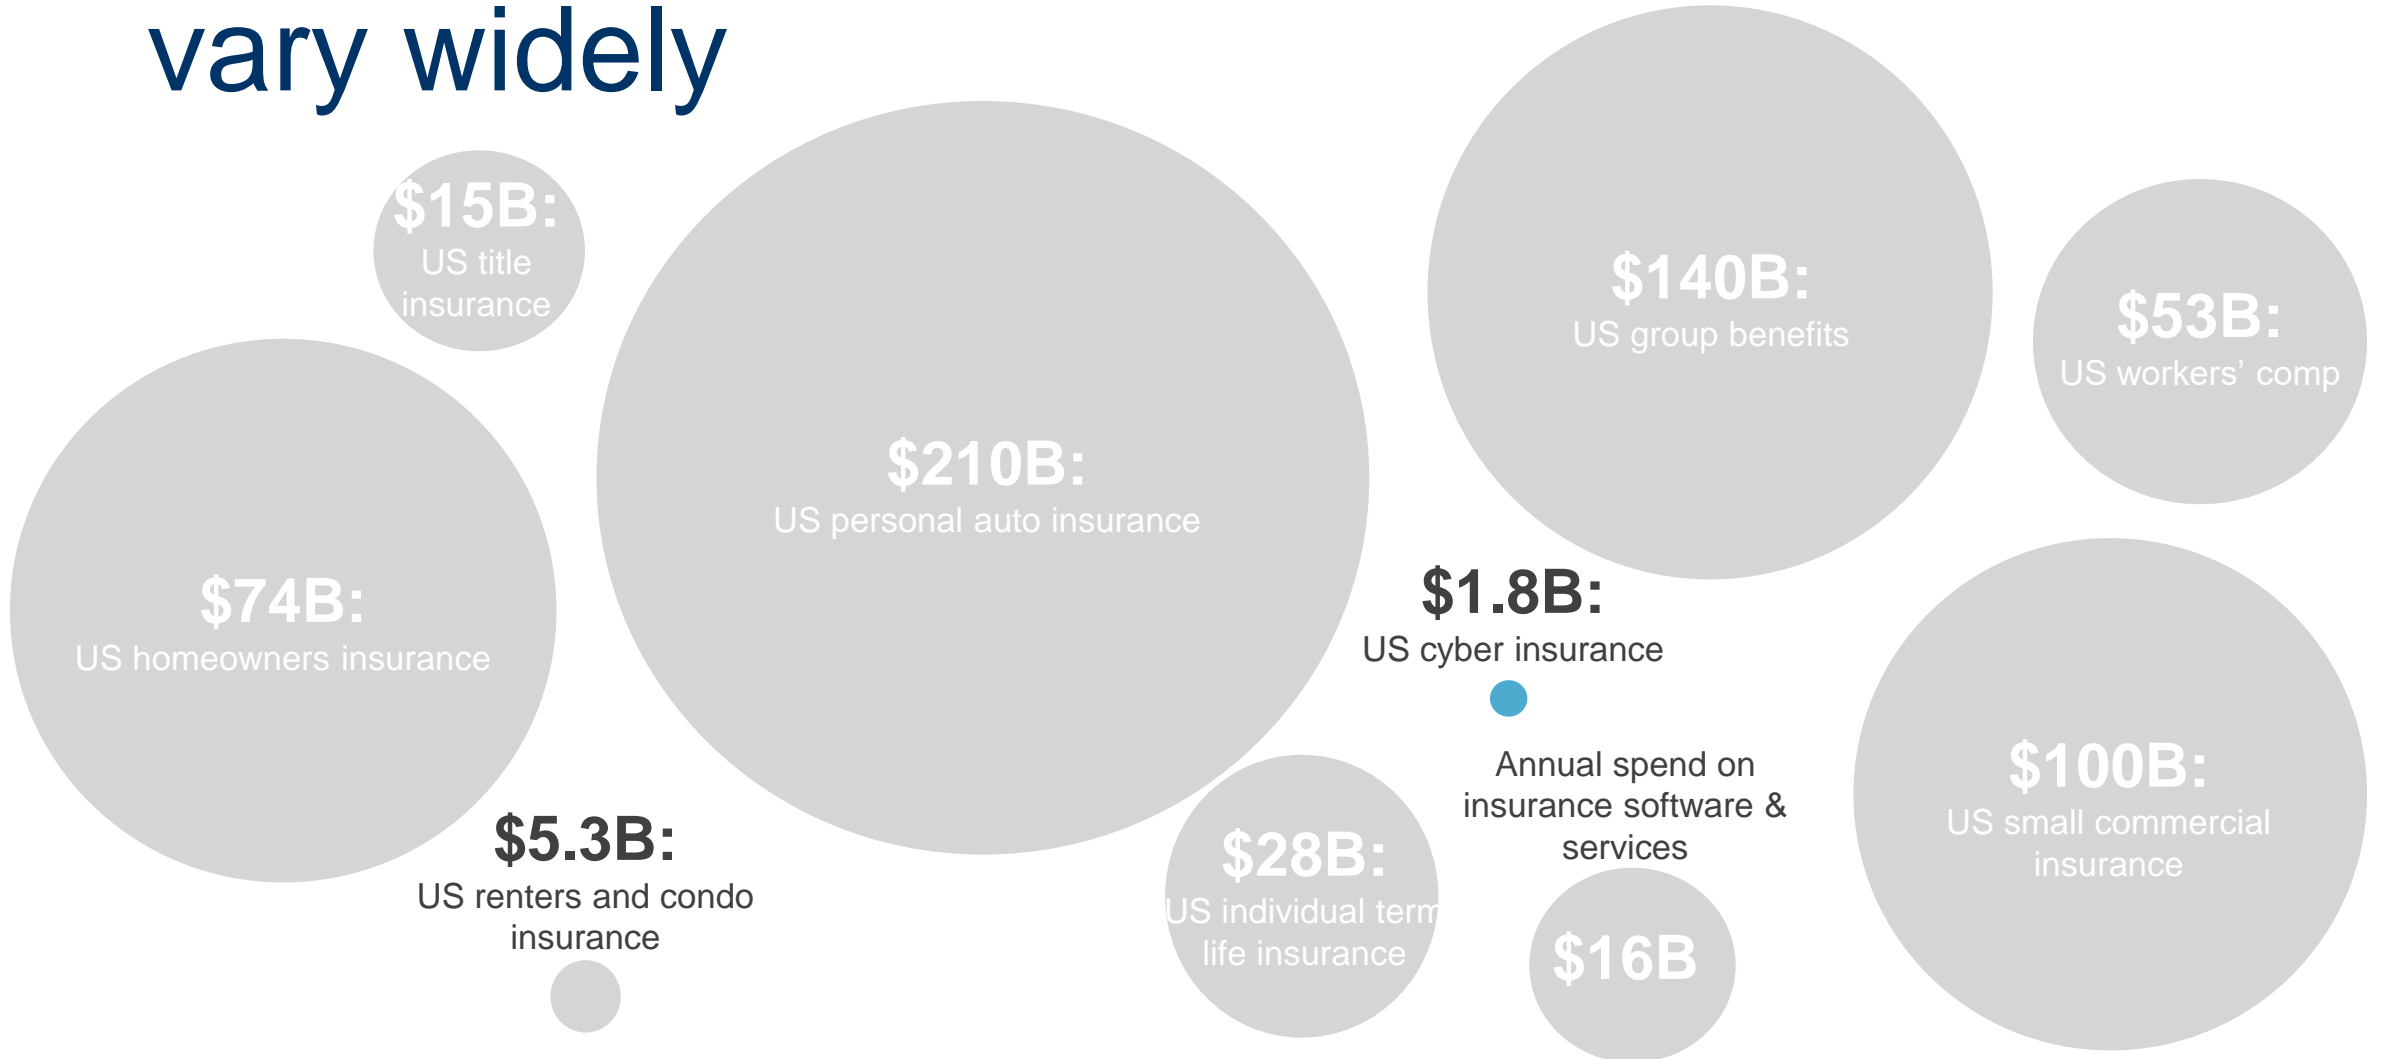 vary widely
$15B:
US title
insurance
$210B:
US personal auto insurance
$140B:
US group benefits
$53B:
US workers’ comp
$74B:
US homeowners insurance
$1.8B:
US cyber insurance
$5.3B:
US renters and condo
insurance
$28B:
US individual term
life insurance
Annual spend on
insurance software &
services
$16B
$100B:
US small commercial
insurance